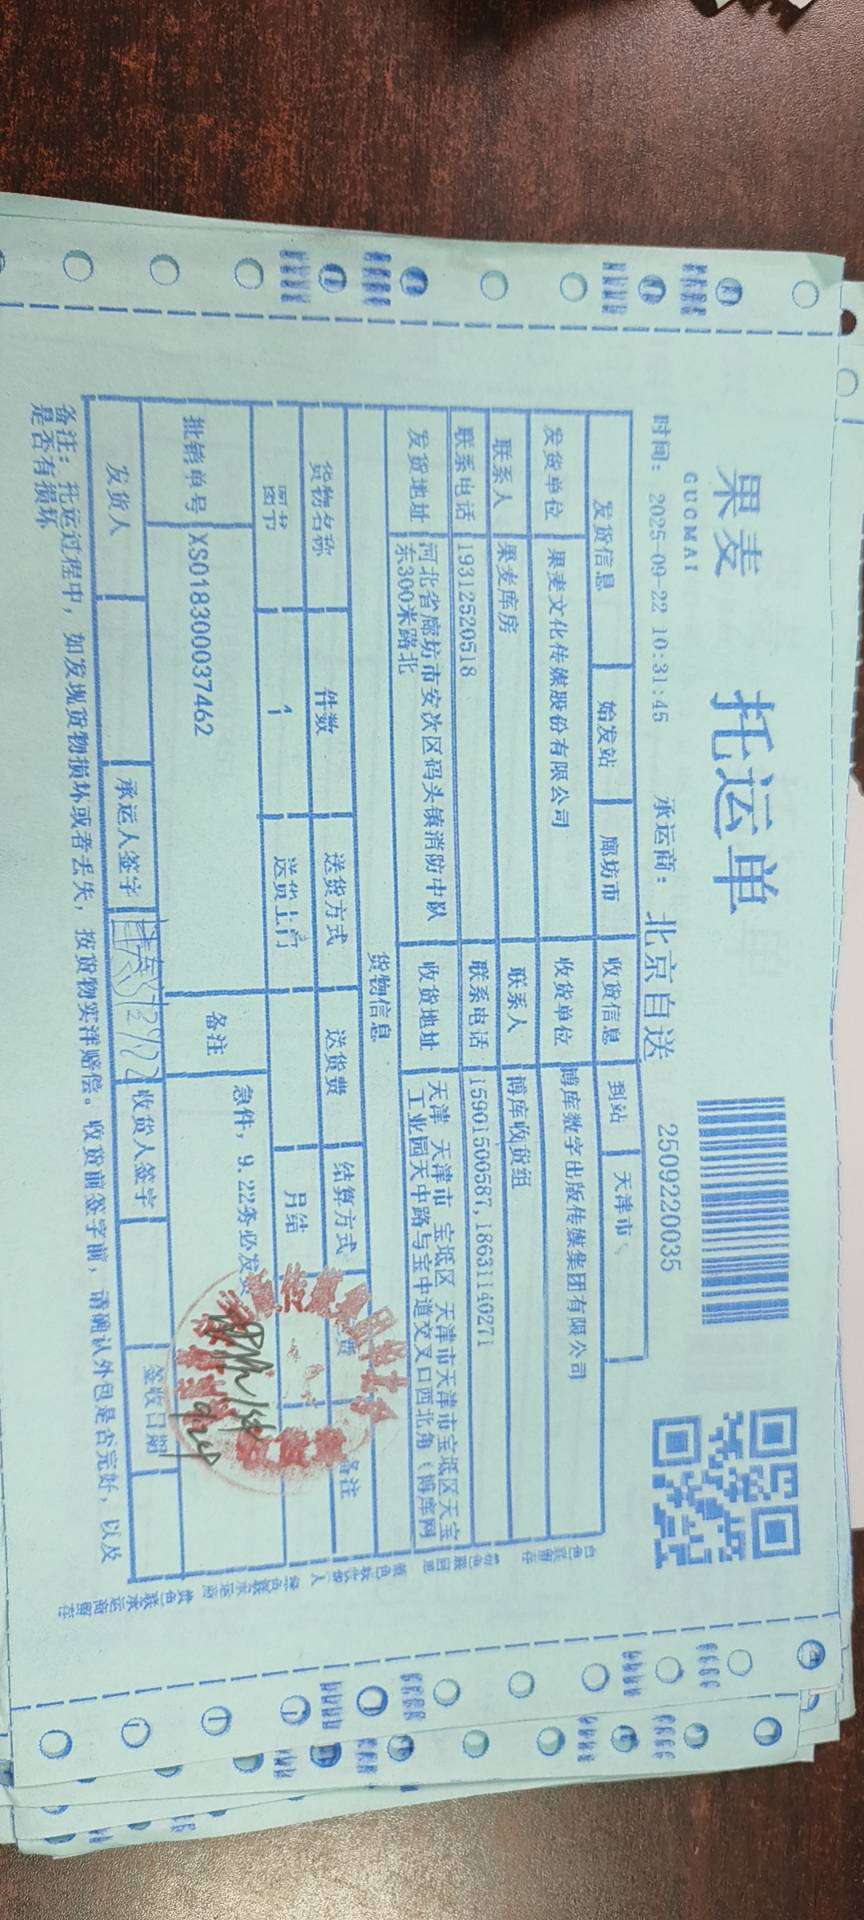 果麦
GUOMAI
托运单
时间: 2025-09-22 10:31:45 承运商: 北京自送 2509220035
发货信息 始发站 廊坊市 收货信息 到站 天津市
发货单位 果麦文化传媒股份有限公司 收货单位 博库数字出版传媒集团有限公司
联系人 果麦库房 联系人 博库收货组
联系电话 19312520518 联系电话 15901500587,18631140271
发货地址 河北省廊坊市安次区码头镇消防中队
东300米路北
收货地址 天津 天津市 宝坻区 天津市天津市宝坻区天宝
工业园天中路与宝中道交叉口西北角(博库网
货物信息
货物名称 件数 送货方式 送货费 结算方式 费 备注
图书 1 送货上门 月结
批销单号 XS018300037462 备注 急件, 9.22务必发
发货人 承运人签字 收货人签字 签收日期
9/24
备注: 托运过程中, 如发现货物损坏或者丢失, 按货物实洋赔偿。收货前签字前, 请确认外包是否完好, 以及
是否有损坏